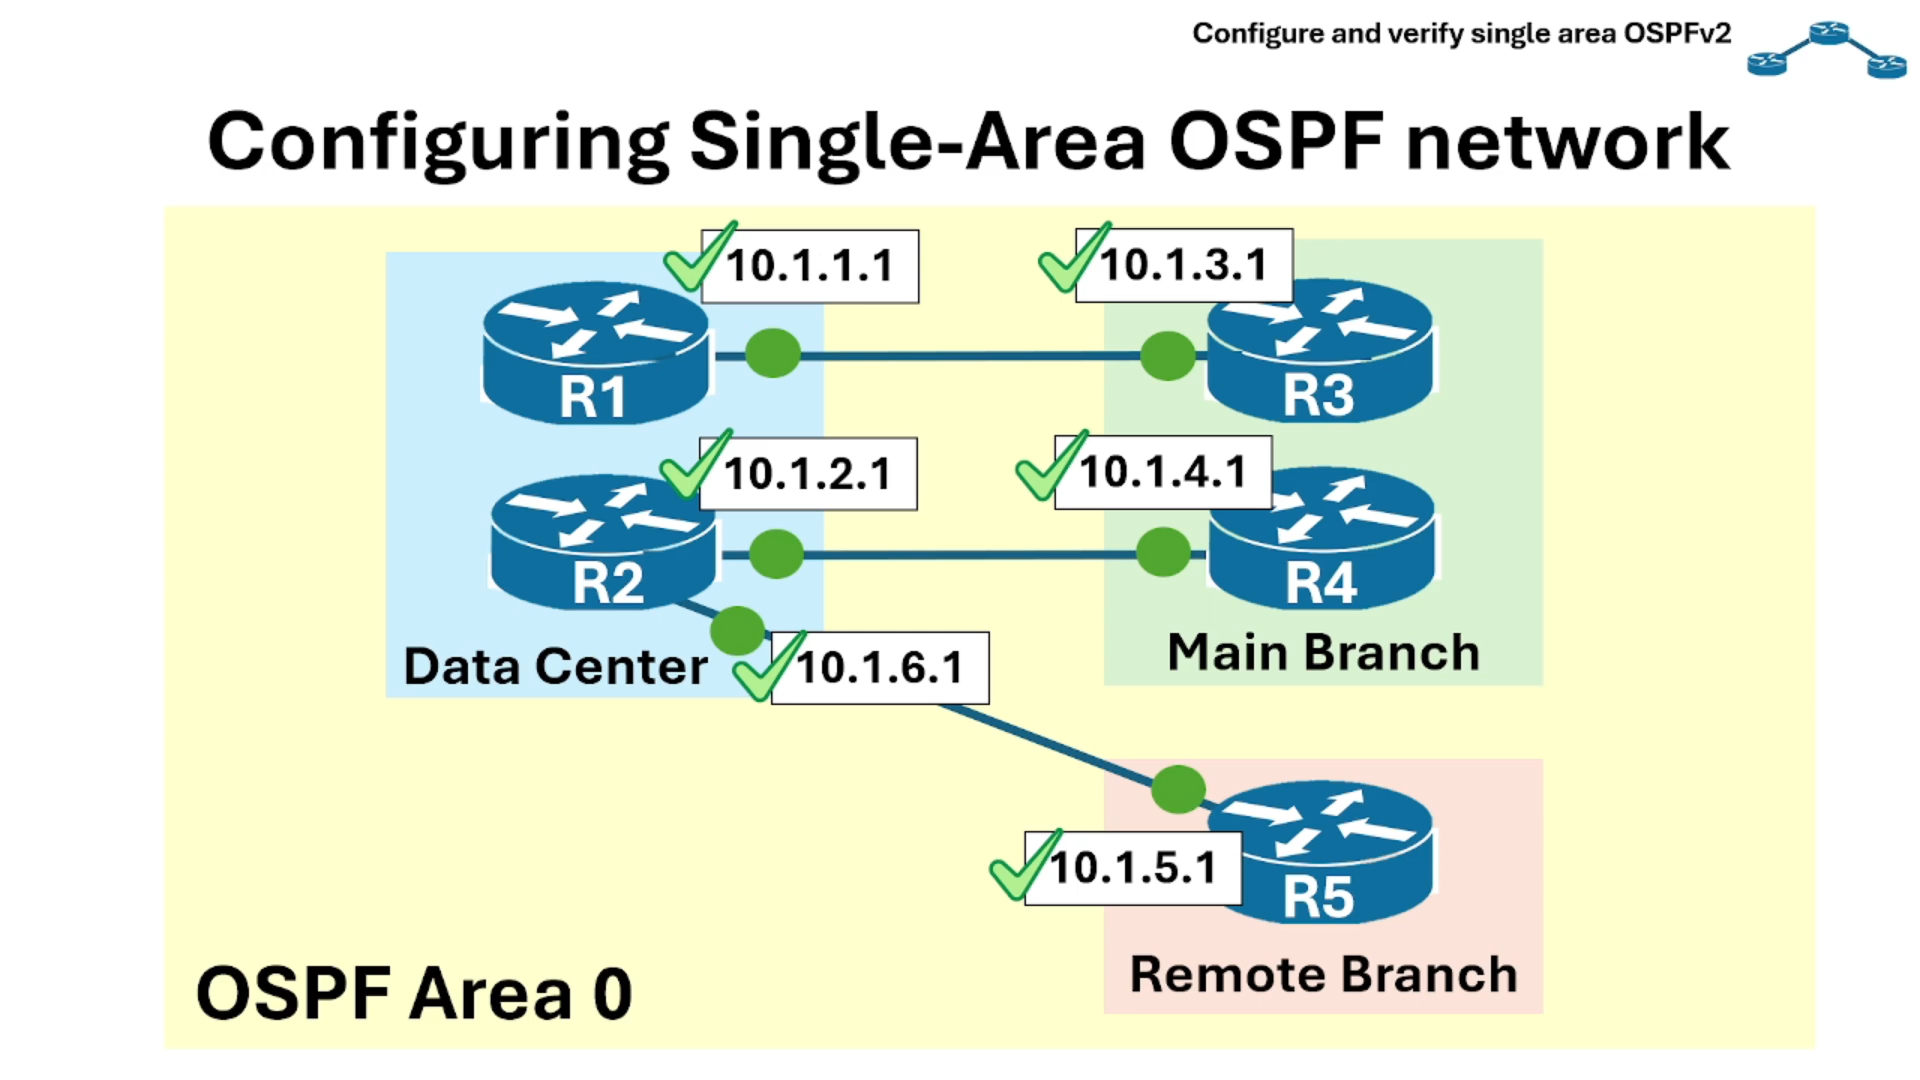 Configure and verify single area OSPFv2
Configuring Single-Area OSPF network
10.1.1.1
10.1.3.1
R1
R3
10.1.2.1
10.1.4.1
R2
R4
Data Center
Main Branch
10.1.6.1
10.1.5.1
R5
Remote Branch
OSPF Area 0